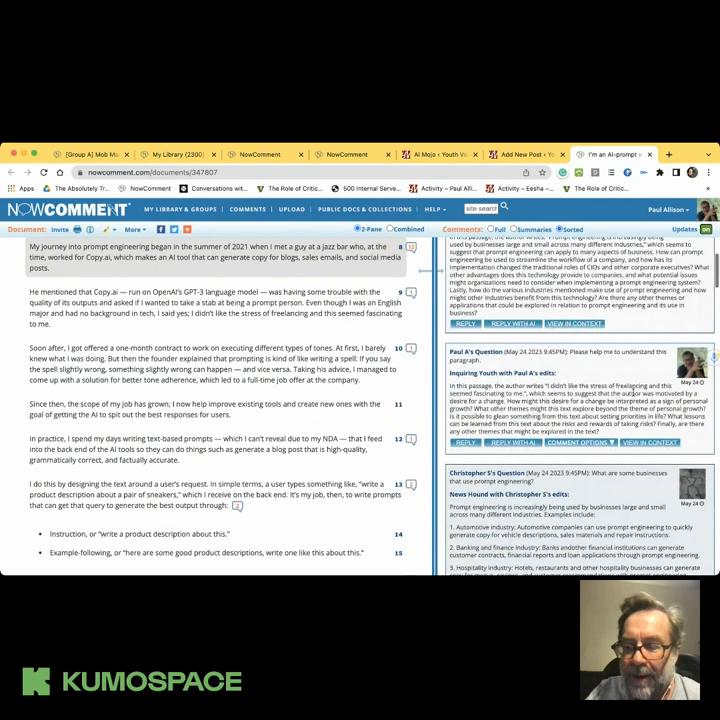 [Group A] Mob Ma
My Library (2300)
NowComment
NowComment
AI Mojo ‹ Youth Vo
Add New Post ‹ Yo
I'm an AI-prompt e
nowcomment.com/documents/347807
Apps
The Absolutely Tr...
NowComment
Conversations wit...
The Role of Critic...
500 Internal Serve...
Activity – Paul Alli...
Activity – Eesha –...
The Role of Critic...
NOWCOMMENT
MY LIBRARY & GROUPS
COMMENTS
UPLOAD
PUBLIC DOCS & COLLECTIONS
HELP
site search
Paul Allison
Document: Invite
More
2-Pane Combined
Comments: Full Summaries Sorted
Updates on
My journey into prompt engineering began in the summer of 2021 when I met a guy at a jazz bar who, at the 8 12
time, worked for Copy.ai, which makes an AI tool that can generate copy for blogs, sales emails, and social media
posts.
He mentioned that Copy.ai — run on OpenAI's GPT-3 language model — was having some trouble with the 9 1
quality of its outputs and asked if I wanted to take a stab at being a prompt person. Even though I was an English
major and had no background in tech, I said yes; I didn't like the stress of freelancing and this seemed fascinating
to me.
Soon after, I got offered a one-month contract to work on executing different types of tones. At first, I barely 10 1
knew what I was doing. But then the founder explained that prompting is kind of like writing a spell: If you say
the spell slightly wrong, something slightly wrong can happen — and vice versa. Taking his advice, I managed to
come up with a solution for better tone adherence, which led to a full-time job offer at the company.
Since then, the scope of my job has grown; I now help improve existing tools and create new ones with the 11
goal of getting the AI to spit out the best responses for users.
In practice, I spend my days writing text-based prompts — which I can't reveal due to my NDA — that I feed 12 1
into the back end of the AI tools so they can do things such as generate a blog post that is high-quality,
grammatically correct, and factually accurate.
I do this by designing the text around a user's request. In simple terms, a user types something like, "write a 13 2
product description about a pair of sneakers," which I receive on the back end. It's my job, then, to write prompts
that can get that query to generate the best output through:
• Instruction, or "write a product description about this." 14
• Example-following, or "here are some good product descriptions, write one like this about this." 15
In this passage, the author writes "Prompt engineering is increasingly being
used by businesses large and small across many different industries", which seems to
suggest that prompt engineering can apply to many aspects of business. How can prompt
engineering be used to streamline the workflow of a company, and how has its
implementation changed the traditional roles of CIOs and other corporate executives? What
other advantages does this technology provide to companies, and what potential issues
might organizations need to consider when implementing a prompt engineering system?
Lastly, how do the various industries mentioned make use of prompt engineering and how
might other industries benefit from this technology? Are there any other themes or
applications that could be explored in relation to prompt engineering and its use in
business?
REPLY REPLY WITH AI VIEW IN CONTEXT
Paul A's Question (May 24 2023 9:45PM): Please help me to understand this
paragraph.
May 24
Inquiring Youth with Paul A's edits:
In this passage, the author writes "I didn't like the stress of freelancing and this
seemed fascinating to me.", which seems to suggest that the author was motivated by a
desire for a change. How might this desire for a change be interpreted as a sign of personal
growth? What other themes might this text explore beyond the theme of personal growth?
Is it possible to glean something from this text about the nature of opportunities? What
lessons can be learned from this text about the risks and rewards of taking risks? Finally, are there
any other themes that might be explored in the text?
REPLY REPLY WITH AI COMMENT OPTIONS ▼ VIEW IN CONTEXT
Christopher S's Question (May 24 2023 9:45PM): What are some businesses
that use prompt engineering?
May 24
News Hound with Christopher S's edits:
Prompt engineering is increasingly being used by businesses large and small
across many different industries. Examples include:
1. Automotive industry: Automotive companies can use prompt engineering to quickly
generate copy for vehicle descriptions, sales materials and repair instructions.
2. Banking and finance industry: Banks andother financial institutions can generate
customer contracts, financial reports and loan applications through prompt engineering.
3. Hospitality industry: Hotels, restaurants and other hospitality businesses can generate
KUMOSPACE